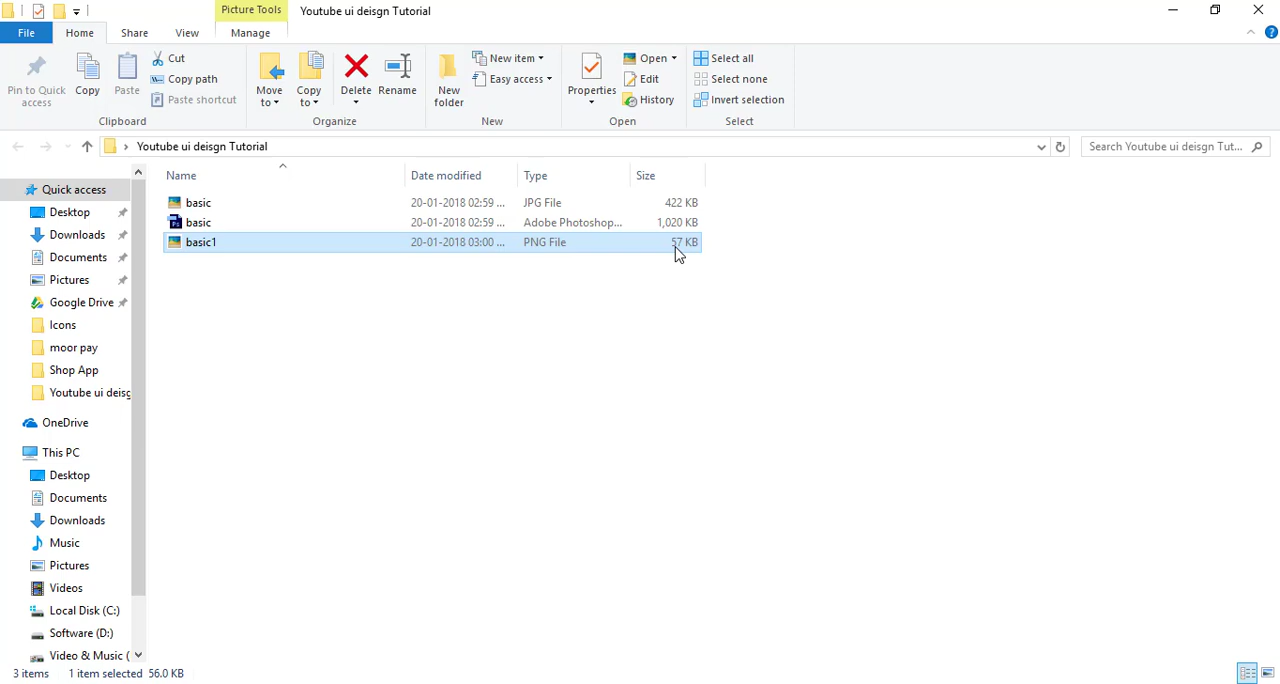 Picture Tools Youtube ui deisgn Tutorial
File Home Share View Manage
Pin to Quick access
Copy
Paste
Cut
Copy path
Paste shortcut
Clipboard
Move to
Copy to
Delete
Rename
Organize
New folder
New item
Easy access
New
Properties
Open
Edit
History
Open
Select all
Select none
Invert selection
Select
Youtube ui deisgn Tutorial
Search Youtube ui deisgn Tut...
Name Date modified Type Size
basic 20-01-2018 02:59 ... JPG File 422 KB
Ps basic 20-01-2018 02:59 ... Adobe Photoshop... 1,020 KB
basic1 20-01-2018 03:00 ... PNG File 57 KB
Quick access
Desktop
Downloads
Documents
Pictures
Google Drive
Icons
moor pay
Shop App
Youtube ui deisg
OneDrive
This PC
Desktop
Documents
Downloads
Music
Pictures
Videos
Local Disk (C:)
Software (D:)
Video & Music (
3 items 1 item selected 56.0 KB